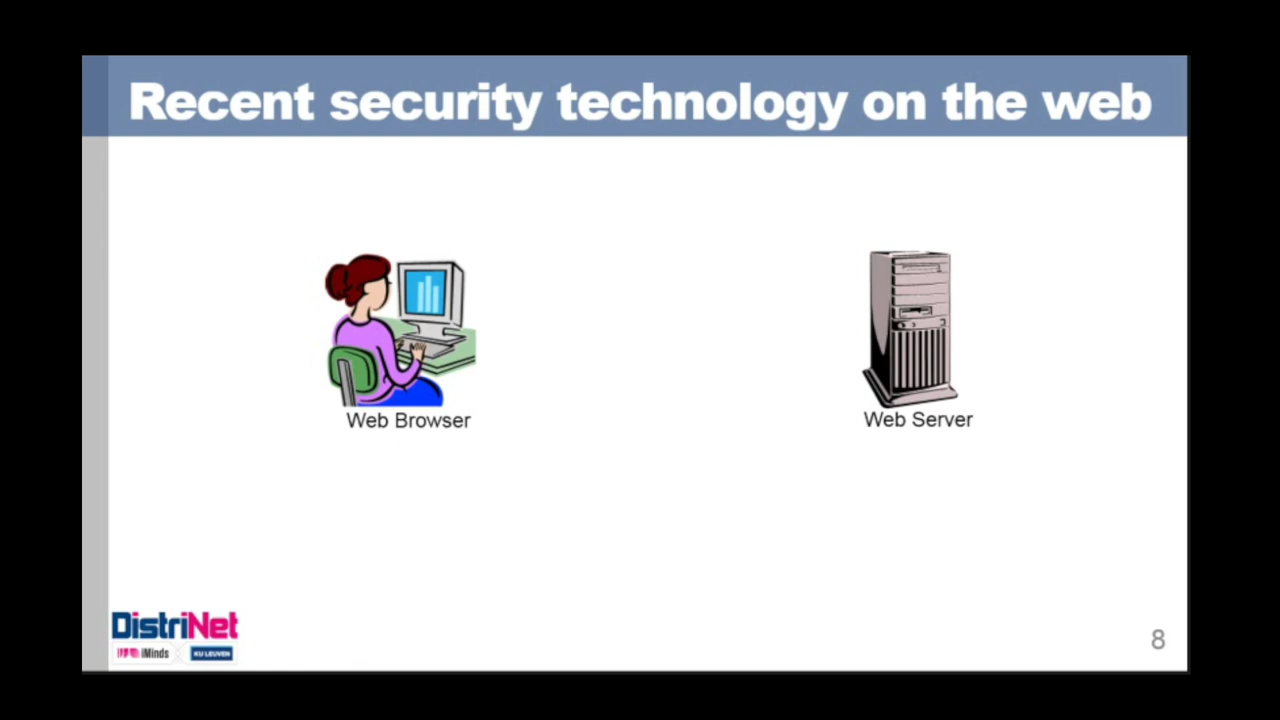 Recent security technology on the web
Web Browser
Web Server
DistriNet
iMinds
KU LEUVEN
8